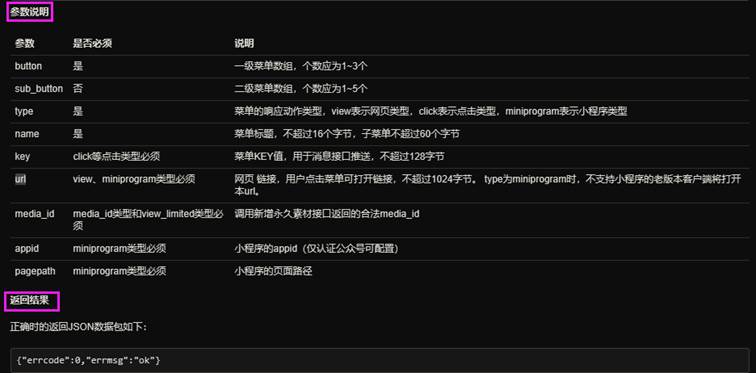 参数说明
参数 是否必须 说明
button 是 一级菜单数组，个数应为1~3个
sub_button 否 二级菜单数组，个数应为1~5个
type 是 菜单的响应动作类型，view表示网页类型，click表示点击类型，miniprogram表示小程序类型
name 是 菜单标题，不超过16个字节，子菜单不超过60个字节
key click等点击类型必须 菜单KEY值，用于消息接口推送，不超过128字节
url view、miniprogram类型必须 网页 链接，用户点击菜单可打开链接，不超过1024字节。 type为miniprogram时，不支持小程序的老版本客户端将打开
本url。
media_id media_id类型和view_limited类型必 调用新增永久素材接口返回的合法media_id
须
appid miniprogram类型必须 小程序的appid（仅认证公众号可配置）
pagepath miniprogram类型必须 小程序的页面路径
返回结果
正确时的返回JSON数据包如下：
{"errcode":0,"errmsg":"ok"}